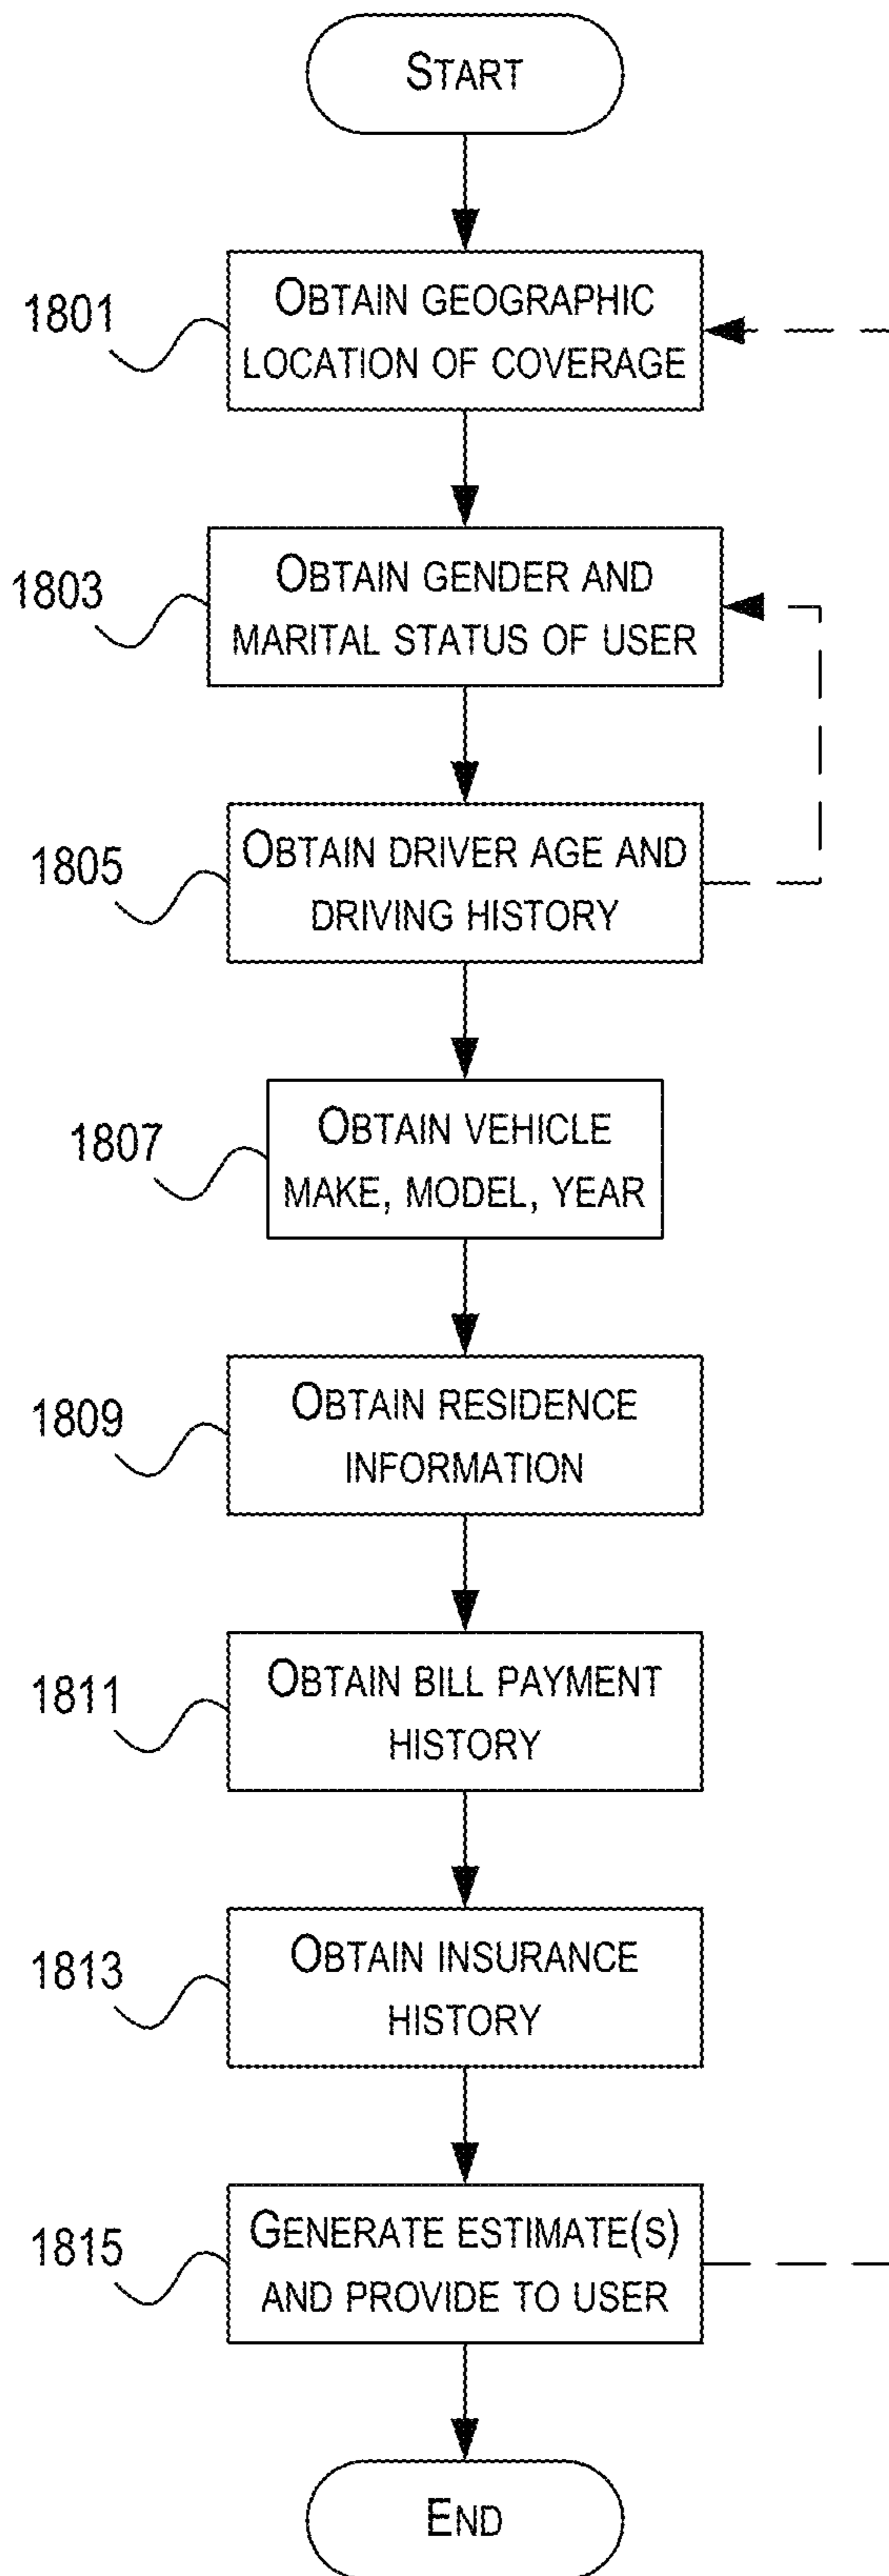 START
1801
OBTAIN GEOGRAPHIC
LOCATION OF COVERAGE
1803
OBTAIN GENDER AND
MARITAL STATUS OF USER
1805
OBTAIN DRIVER AGE AND
DRIVING HISTORY
1807
OBTAIN VEHICLE
MAKE, MODEL, YEAR
1809
OBTAIN RESIDENCE
INFORMATION
1811
OBTAIN BILL PAYMENT
HISTORY
1813
OBTAIN INSURANCE
HISTORY
1815
GENERATE ESTIMATE(S)
AND PROVIDE TO USER
END